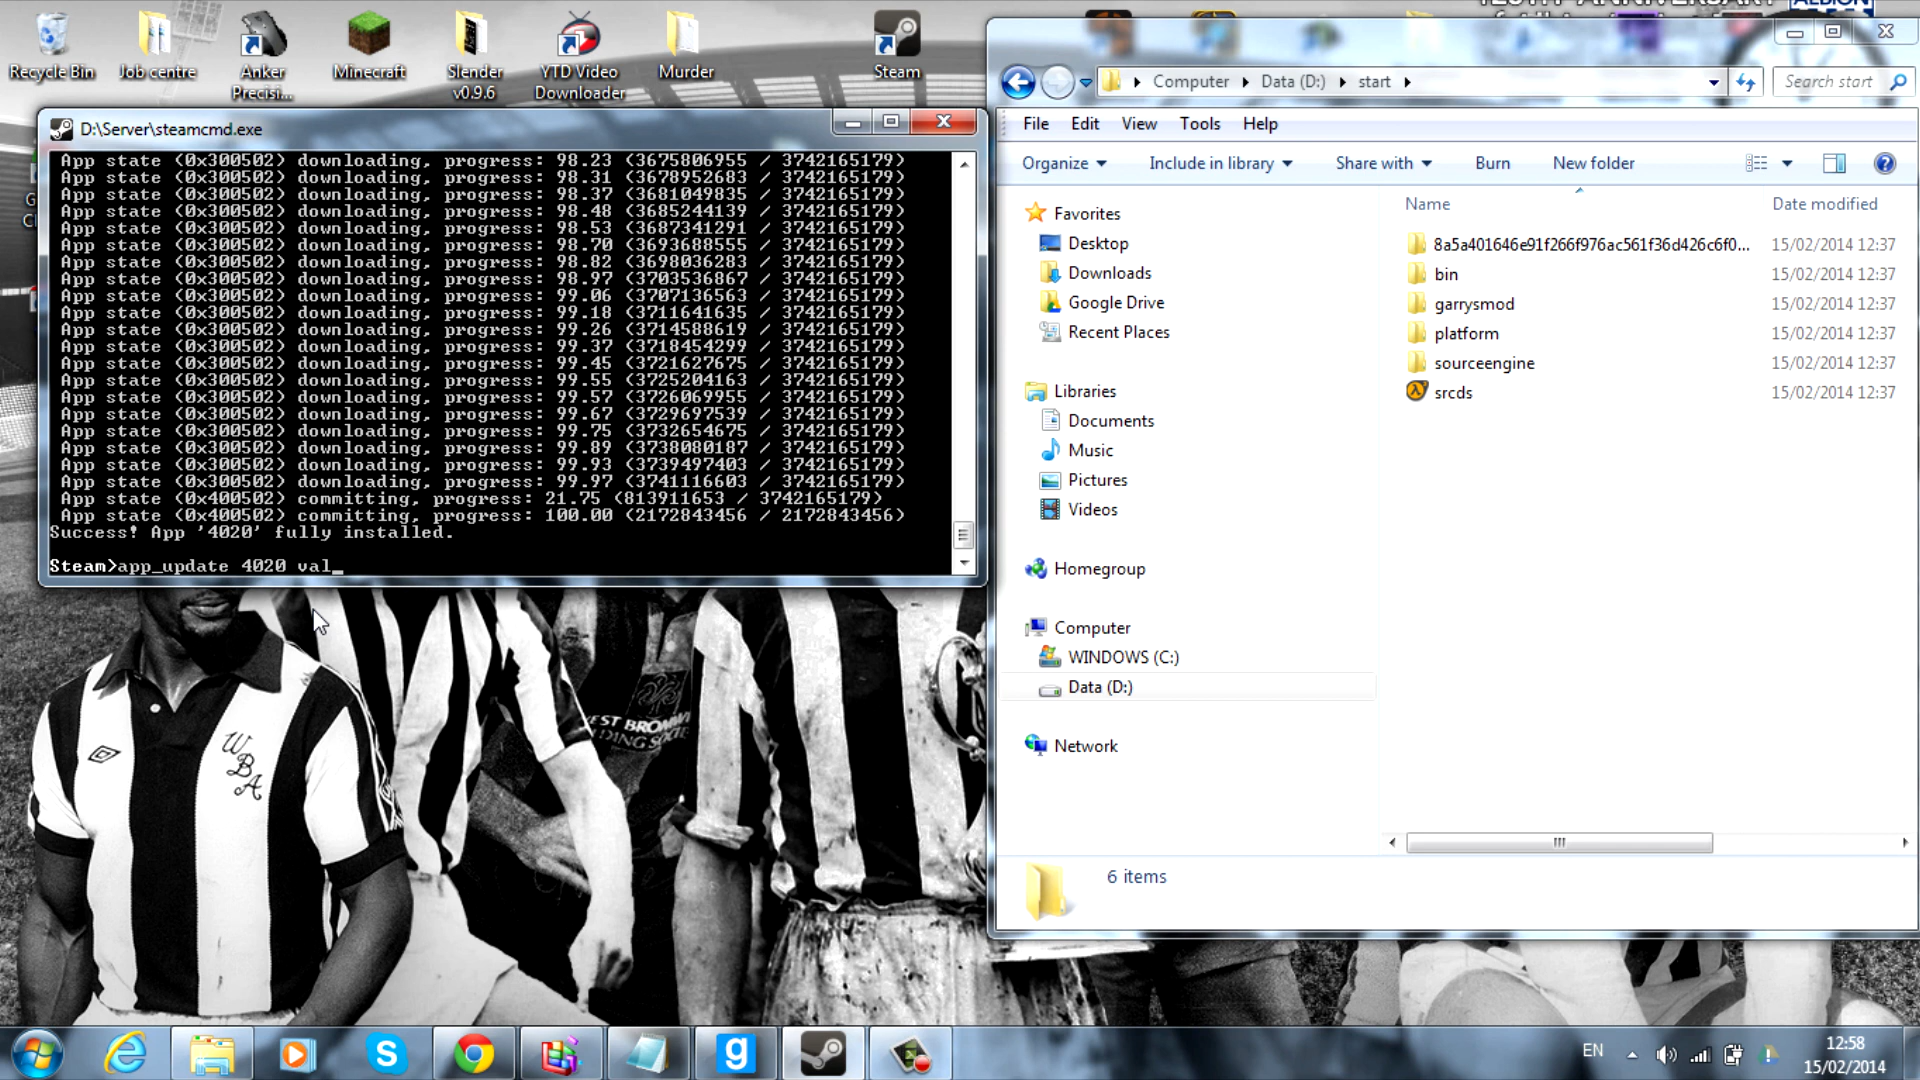 TH ANNIVERSARY
ALBION
Recycle Bin
Job centre
Anker
Precisi...
Minecraft
Slender
v0.9.6
YTD Video
Downloader
Murder
Steam
D:\Server\steamcmd.exe
App state (0x300502) downloading, progress: 98.23 (3675806955 / 3742165179)
App state (0x300502) downloading, progress: 98.31 (3678952683 / 3742165179)
App state (0x300502) downloading, progress: 98.37 (3681049835 / 3742165179)
App state (0x300502) downloading, progress: 98.48 (3685244139 / 3742165179)
App state (0x300502) downloading, progress: 98.53 (3687341291 / 3742165179)
App state (0x300502) downloading, progress: 98.70 (3693688555 / 3742165179)
App state (0x300502) downloading, progress: 98.82 (3698036283 / 3742165179)
App state (0x300502) downloading, progress: 98.97 (3703536867 / 3742165179)
App state (0x300502) downloading, progress: 99.06 (3707136563 / 3742165179)
App state (0x300502) downloading, progress: 99.18 (3711641635 / 3742165179)
App state (0x300502) downloading, progress: 99.26 (3714588619 / 3742165179)
App state (0x300502) downloading, progress: 99.37 (3718454299 / 3742165179)
App state (0x300502) downloading, progress: 99.45 (3721627675 / 3742165179)
App state (0x300502) downloading, progress: 99.55 (3725204163 / 3742165179)
App state (0x300502) downloading, progress: 99.57 (3726069955 / 3742165179)
App state (0x300502) downloading, progress: 99.67 (3729697539 / 3742165179)
App state (0x300502) downloading, progress: 99.75 (3732654675 / 3742165179)
App state (0x300502) downloading, progress: 99.89 (3738080187 / 3742165179)
App state (0x300502) downloading, progress: 99.93 (3739497403 / 3742165179)
App state (0x300502) downloading, progress: 99.97 (3741116603 / 3742165179)
App state (0x400502) committing, progress: 21.75 (813911653 / 3742165179)
App state (0x400502) committing, progress: 100.00 (2172843456 / 2172843456)
Success! App '4020' fully installed.
Steam>app_update 4020 val_
Computer
Data (D:)
start
Search start
File Edit View Tools Help
Organize Include in library Share with Burn New folder
Favorites
Desktop
Downloads
Google Drive
Recent Places
Libraries
Documents
Music
Pictures
Videos
Homegroup
Computer
WINDOWS (C:)
Data (D:)
Network
Name Date modified
8a5a401646e91f266f976ac561f36d426c6f0... 15/02/2014 12:37
bin 15/02/2014 12:37
garrysmod 15/02/2014 12:37
platform 15/02/2014 12:37
sourceengine 15/02/2014 12:37
srcds 15/02/2014 12:37
6 items
WBA
EST BROMW
DING SOC
EN
12:58
15/02/2014